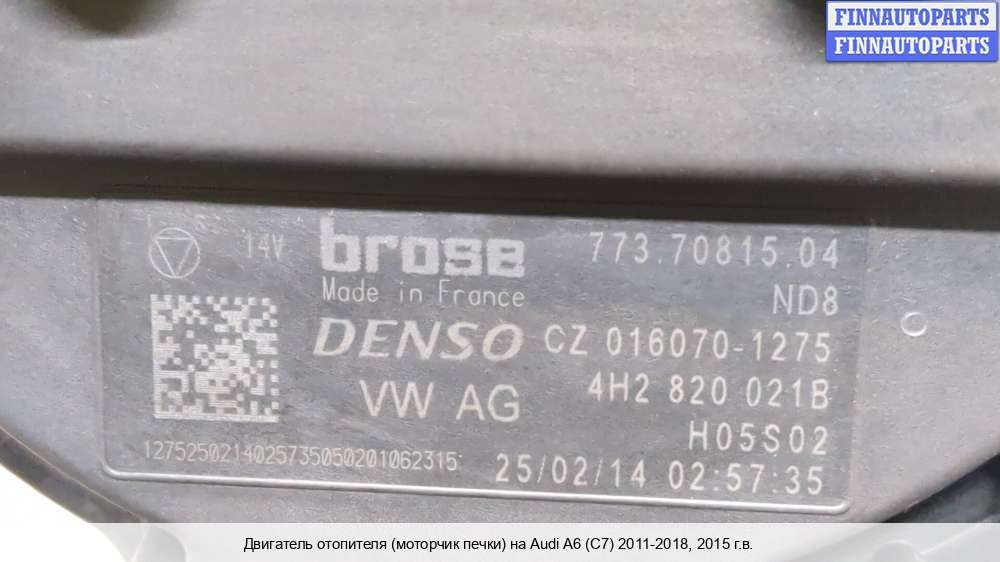 FINNAUTOPARTS
FINNAUTOPARTS
14V brose 773.70815.04
Made in France ND8
DENSO CZ 016070-1275
VW AG 4H2 820 021B
H05S02
1275250214025735050201062315 25/02/14 02:57:35
Двигатель отопителя (моторчик печки) на Audi A6 (C7) 2011-2018, 2015 г.в.